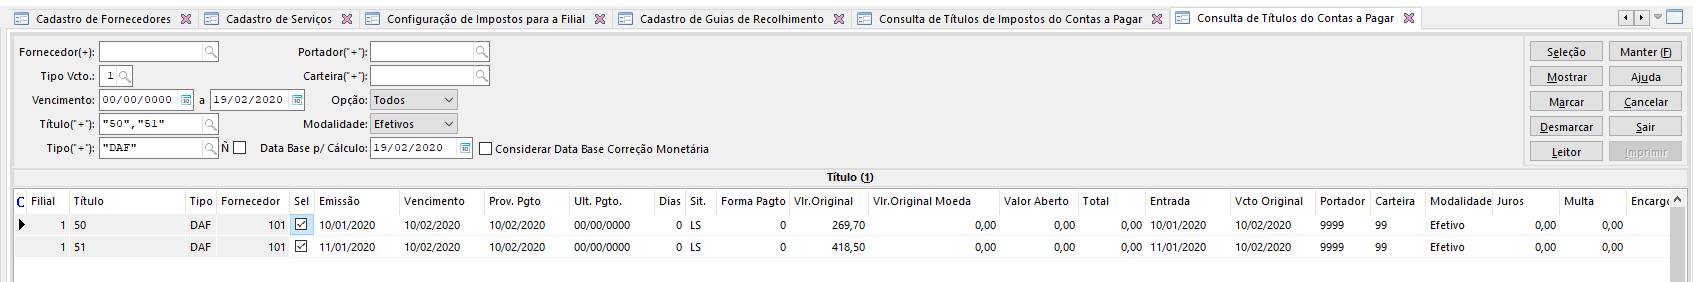 Cadastro de Fornecedores Cadastro de Serviços Configuração de Impostos para a Filial Cadastro de Guias de Recolhimento Consulta de Títulos de Impostos do Contas a Pagar Consulta de Títulos do Contas a Pagar
Fornecedor(+): Portador("+"): Seleção Manter (F)
Tipo Vcto.: 1 Carteira("+"): Mostrar Ajuda
Vencimento: 00/00/0000 a 19/02/2020 Opção: Todos Marcar Cancelar
Título("+"): "50","51" Modalidade: Efetivos Desmarcar Sair
Tipo("+"): "DAF" Ñ Data Base p/ Cálculo: 19/02/2020 Considerar Data Base Correção Monetária Leitor Imprimir
Título (1)
C Filial Título Tipo Fornecedor Sel Emissão Vencimento Prov. Pgto Ult. Pgto. Dias Sit. Forma Pagto Vlr.Original Vlr.Original Moeda Valor Aberto Total Entrada Vcto Original Portador Carteira Modalidade Juros Multa Encargo
1 50 DAF 101 10/01/2020 10/02/2020 10/02/2020 00/00/0000 0 LS 0 269,70 0,00 0,00 0,00 10/01/2020 10/02/2020 9999 99 Efetivo 0,00 0,00
1 51 DAF 101 11/01/2020 10/02/2020 10/02/2020 00/00/0000 0 LS 0 418,50 0,00 0,00 0,00 11/01/2020 10/02/2020 9999 99 Efetivo 0,00 0,00